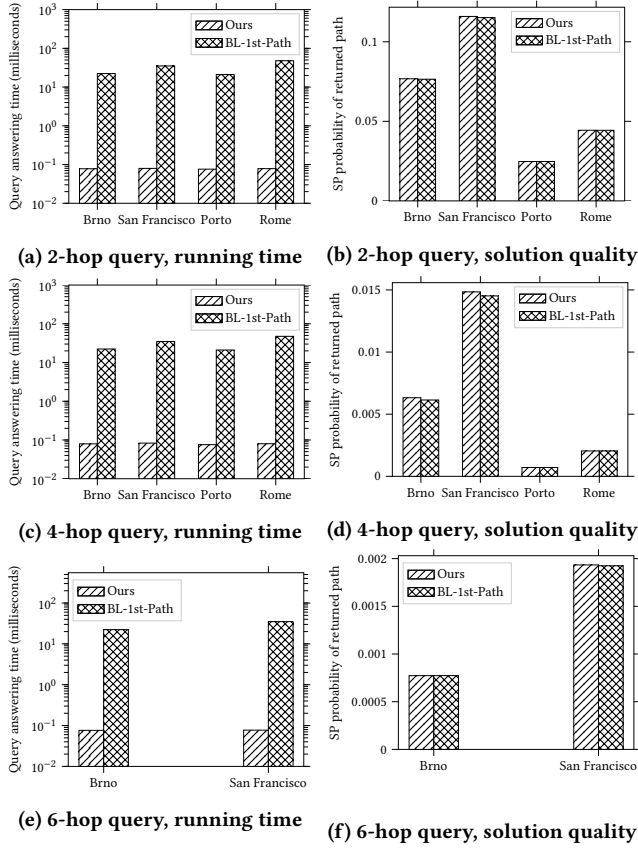 Query answering time (milliseconds)
10³
10²
10¹
10⁰
10⁻¹
10⁻²
Ours
BL-1st-Path
Brno San Francisco Porto Rome
(a) 2-hop query, running time
SP probability of returned path
0.1
0.05
0
Ours
BL-1st-Path
Brno San Francisco Porto Rome
(b) 2-hop query, solution quality
Query answering time (milliseconds)
10³
10²
10¹
10⁰
10⁻¹
10⁻²
Ours
BL-1st-Path
Brno San Francisco Porto Rome
(c) 4-hop query, running time
SP probability of returned path
0.015
0.01
0.005
0
Ours
BL-1st-Path
Brno San Francisco Porto Rome
(d) 4-hop query, solution quality
Query answering time (milliseconds)
10²
10¹
10⁰
10⁻¹
10⁻²
Ours
BL-1st-Path
Brno San Francisco
(e) 6-hop query, running time
SP probability of returned path
0.002
0.0015
0.001
0.0005
0
Ours
BL-1st-Path
Brno San Francisco
(f) 6-hop query, solution quality